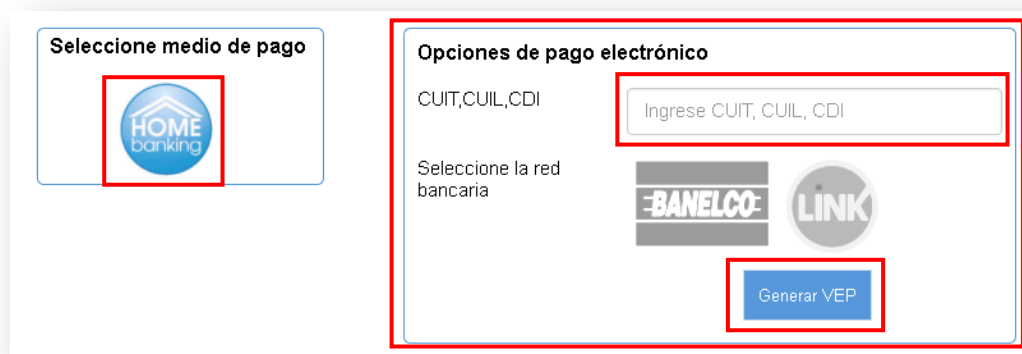 Seleccione medio de pago
HOME
banking
Opciones de pago electrónico
CUIT,CUIL,CDI
Ingrese CUIT, CUIL, CDI
Seleccione la red
bancaria
BANELCO
LINK
Generar VEP